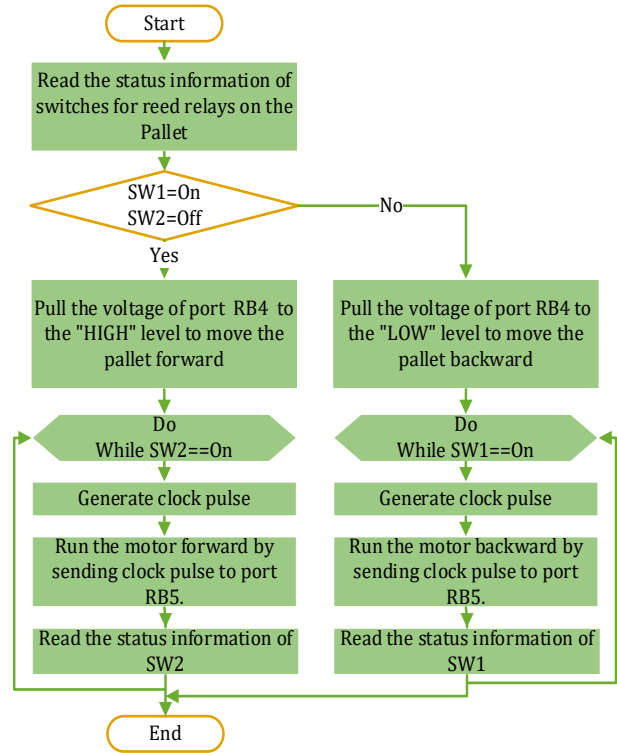 Start
Read the status information of
switches for reed relays on the
Pallet
SW1=On
SW2=Off
No
Yes
Pull the voltage of port RB4 to
the "HIGH" level to move the
pallet forward
Pull the voltage of port RB4 to
the "LOW" level to move the
pallet backward
Do
While SW2==On
Do
While SW1==On
Generate clock pulse
Generate clock pulse
Run the motor forward by
sending clock pulse to port
RB5.
Run the motor backward by
sending clock pulse to port
RB5.
Read the status information of
SW2
Read the status information of
SW1
End